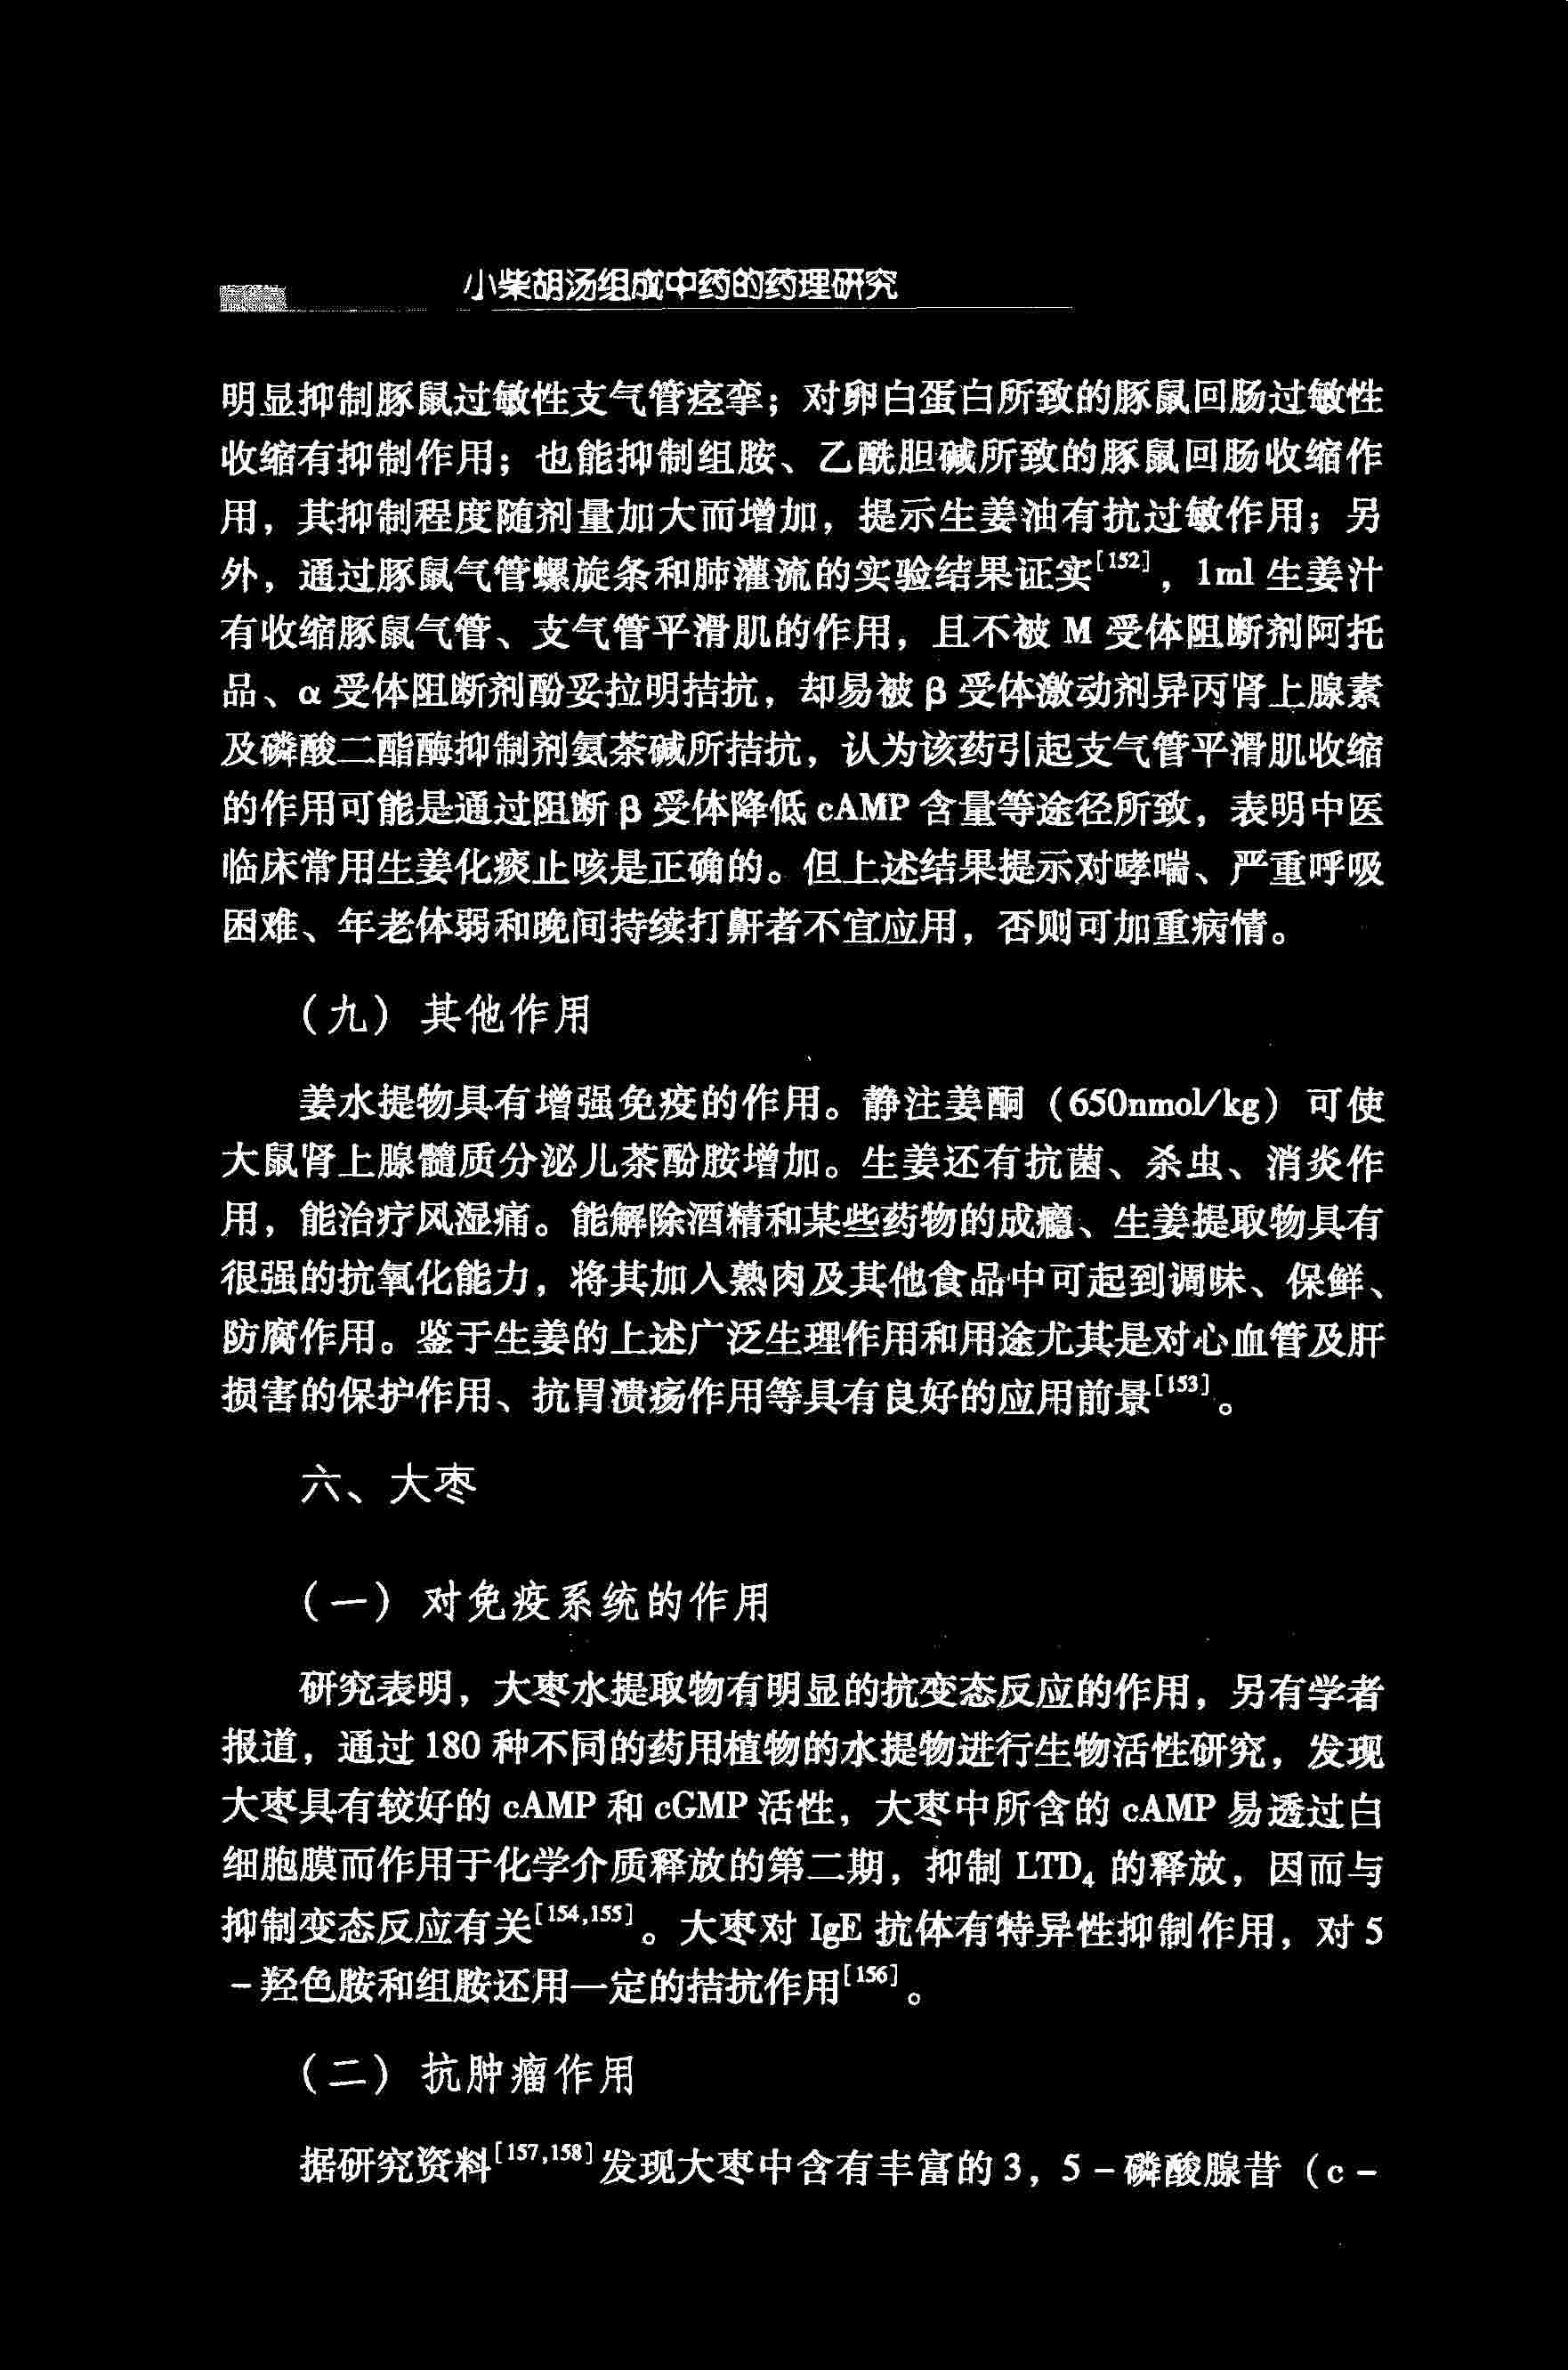 小柴胡汤组成中药的药理研究
明显抑制豚鼠过敏性支气管痉挛；对卵白蛋白所致的豚鼠回肠过敏性
收缩有抑制作用；也能抑制组胺、乙酰胆碱所致的豚鼠回肠收缩作
用，其抑制程度随剂量加大而增加，提示生姜油有抗过敏作用；另
外，通过豚鼠气管螺旋条和肺灌流的实验结果证实[152]，1ml 生姜汁
有收缩豚鼠气管、支气管平滑肌的作用，且不被 M 受体阻断剂阿托
品、α 受体阻断剂酚妥拉明拮抗，却易被 β 受体激动剂异丙肾上腺素
及磷酸二酯酶抑制剂氨茶碱所拮抗，认为该药引起支气管平滑肌收缩
的作用可能是通过阻断 β 受体降低 cAMP 含量等途径所致，表明中医
临床常用生姜化痰止咳是正确的。但上述结果提示对哮喘、严重呼吸
困难、年老体弱和晚间持续打鼾者不宜应用，否则可加重病情。
（九） 其他作用
姜水提物具有增强免疫的作用。静注姜酮（650nmol/kg）可使
大鼠肾上腺髓质分泌儿茶酚胺增加。生姜还有抗菌、杀虫、消炎作
用，能治疗风湿痛。能解除酒精和某些药物的成瘾、生姜提取物具有
很强的抗氧化能力，将其加入熟肉及其他食品中可起到调味、保鲜、
防腐作用。鉴于生姜的上述广泛生理作用和用途尤其是对心血管及肝
损害的保护作用、抗胃溃疡作用等具有良好的应用前景[153]。
六、大枣
（一） 对免疫系统的作用
研究表明，大枣水提取物有明显的抗变态反应的作用，另有学者
报道，通过 180 种不同的药用植物的水提物进行生物活性研究，发现
大枣具有较好的 cAMP 和 cGMP 活性，大枣中所含的 cAMP 易透过白
细胞膜而作用于化学介质释放的第二期，抑制 LTD₄ 的释放，因而与
抑制变态反应有关[154,155]。大枣对 IgE 抗体有特异性抑制作用，对 5
－羟色胺和组胺还用一定的拮抗作用[156]。
（二） 抗肿瘤作用
据研究资料[157,158]发现大枣中含有丰富的 3，5－磷酸腺昔（c－